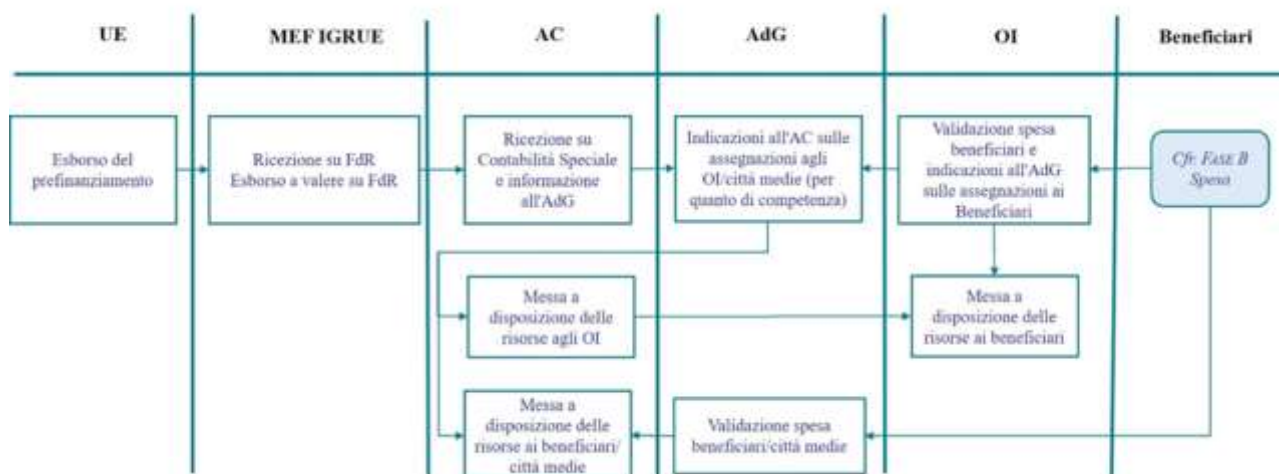 UE
MEF IGRUE
AC
AdG
OI
Beneficiari
Esborso del
prefinanziamento
Ricezione su FdR
Esborso a valere su FdR
Ricezione su
Contabilità Speciale
e informazione
all'AdG
Indicazioni all'AC sulle
assegnazioni agli
OI/città medie (per
quanto di competenza)
Validazione spesa
beneficiari e
indicazioni all'AdG
sulle assegnazioni ai
Beneficiari
Cfr. FASE B
Spesa
Messa a
disposizione delle
risorse agli OI
Messa a
disposizione delle
risorse ai beneficiari
Messa a
disposizione delle
risorse ai beneficiari/
città medie
Validazione spesa
beneficiari/città medie